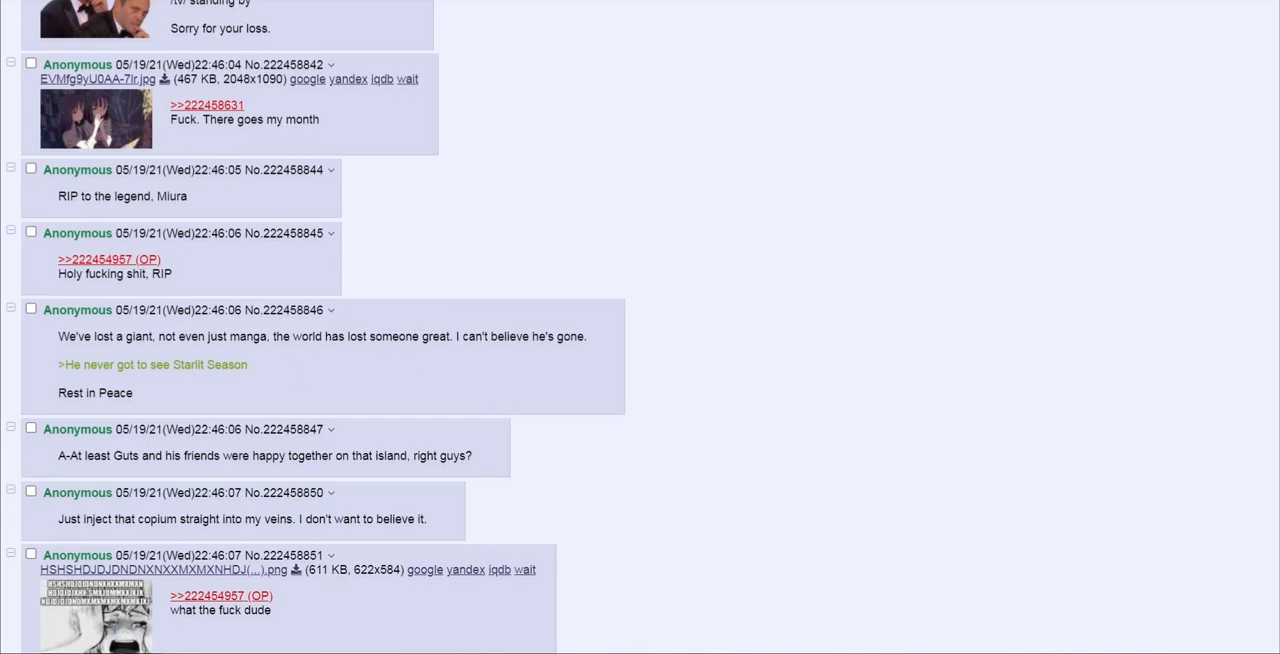 /tv/ standing by
Sorry for your loss.
Anonymous 05/19/21(Wed)22:46:04 No.222458842
EVMfg9yU0AA-7lr.jpg (467 KB, 2048x1090) google yandex iqdb wait
>>222458631
Fuck. There goes my month
Anonymous 05/19/21(Wed)22:46:05 No.222458844
RIP to the legend, Miura
Anonymous 05/19/21(Wed)22:46:06 No.222458845
>>222454957 (OP)
Holy fucking shit, RIP
Anonymous 05/19/21(Wed)22:46:06 No.222458846
We've lost a giant, not even just manga, the world has lost someone great. I can't believe he's gone.
>He never got to see Starlit Season
Rest in Peace
Anonymous 05/19/21(Wed)22:46:06 No.222458847
A-At least Guts and his friends were happy together on that island, right guys?
Anonymous 05/19/21(Wed)22:46:07 No.222458850
Just inject that copium straight into my veins. I don't want to believe it.
Anonymous 05/19/21(Wed)22:46:07 No.222458851
HSHSHDJDJDNDNXNXXMXMXNHDJ(...).png (611 KB, 622x584) google yandex iqdb wait
>>222454957 (OP)
what the fuck dude